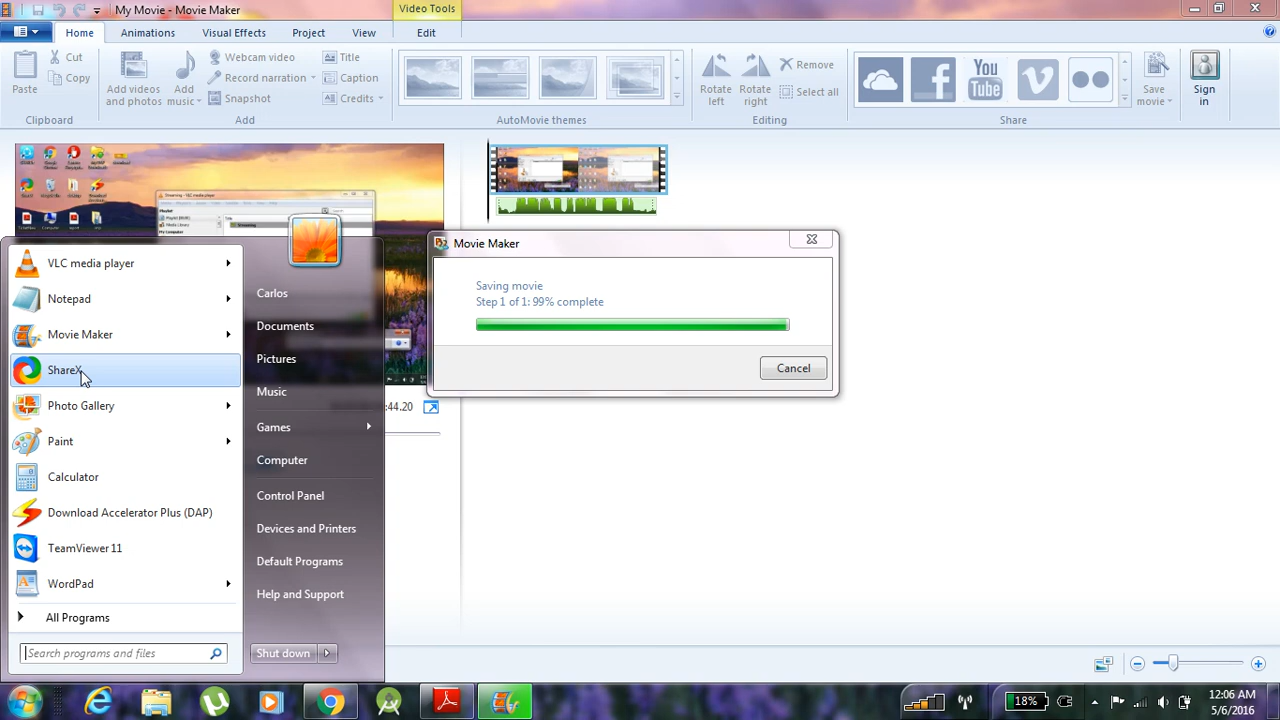 My Movie - Movie Maker
Video Tools
Home
Animations
Visual Effects
Project
View
Edit
Paste
Cut
Copy
Clipboard
Add videos
and photos
Add
music
Webcam video
Record narration
Snapshot
Title
Caption
Credits
Add
AutoMovie themes
Rotate
left
Rotate
right
Remove
Select all
Editing
You
Tube
Share
Save
movie
Sign
in
VLC media player
Notepad
Movie Maker
ShareX
Photo Gallery
Paint
Calculator
Download Accelerator Plus (DAP)
TeamViewer 11
WordPad
All Programs
Search programs and files
Carlos
Documents
Pictures
Music
Games
Computer
Control Panel
Devices and Printers
Default Programs
Help and Support
Shut down
:44.20
Movie Maker
Saving movie
Step 1 of 1: 99% complete
Cancel
18%
12:06 AM
5/6/2016